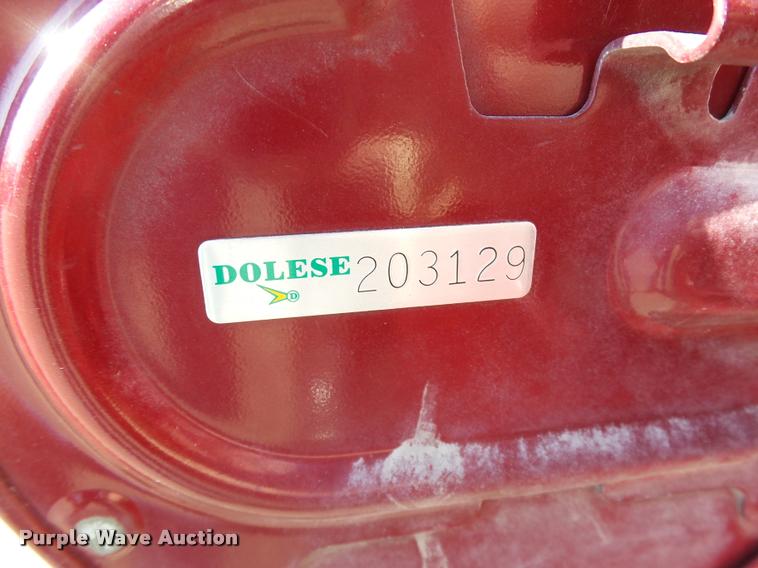 DOLESE 203129
D
Purple Wave Auction